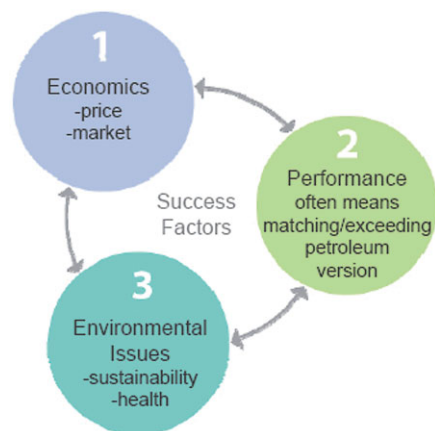 1
Economics
-price
-market
2
Performance
often means
matching/exceeding
petroleum
version
Success
Factors
3
Environmental
Issues
-sustainability
-health